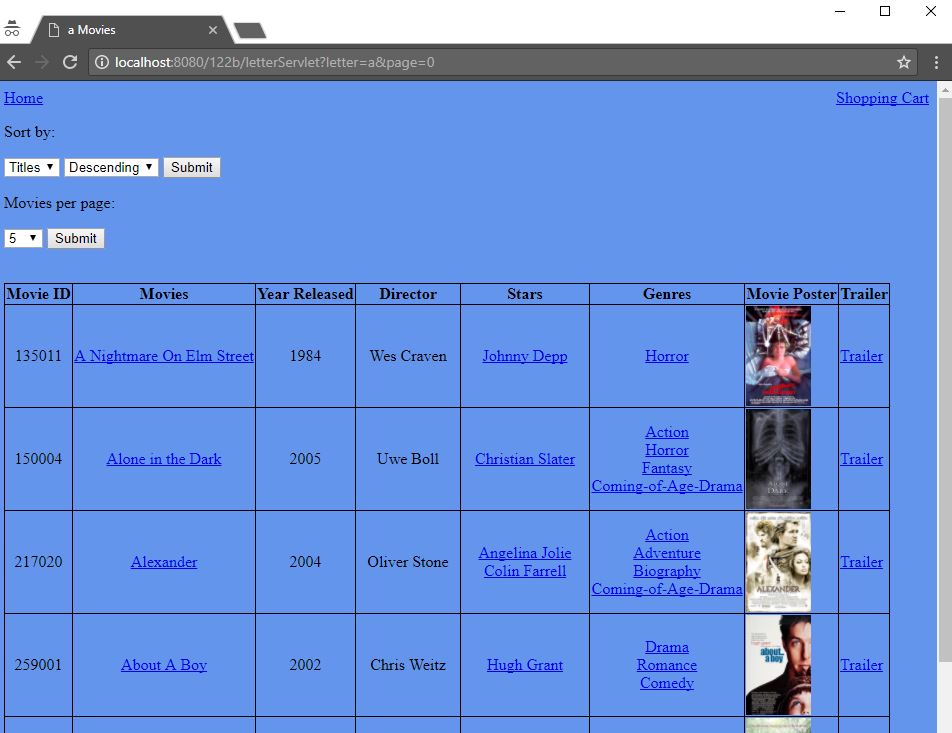 a Movies
localhost:8080/122b/letterServlet?letter=a&page=0
Home Shopping Cart
Sort by:
Titles Descending Submit
Movies per page:
5 Submit
Movie ID Movies Year Released Director Stars Genres Movie Poster Trailer
135011 A Nightmare On Elm Street 1984 Wes Craven Johnny Depp Horror Trailer
150004 Alone in the Dark 2005 Uwe Boll Christian Slater
Action
Horror
Fantasy
Coming-of-Age-Drama
ALONE
DARK
Trailer
217020 Alexander 2004 Oliver Stone
Angelina Jolie
Colin Farrell
Action
Adventure
Biography
Coming-of-Age-Drama
ALEXANDER
Trailer
259001 About A Boy 2002 Chris Weitz Hugh Grant
Drama
Romance
Comedy
about
a boy
Trailer